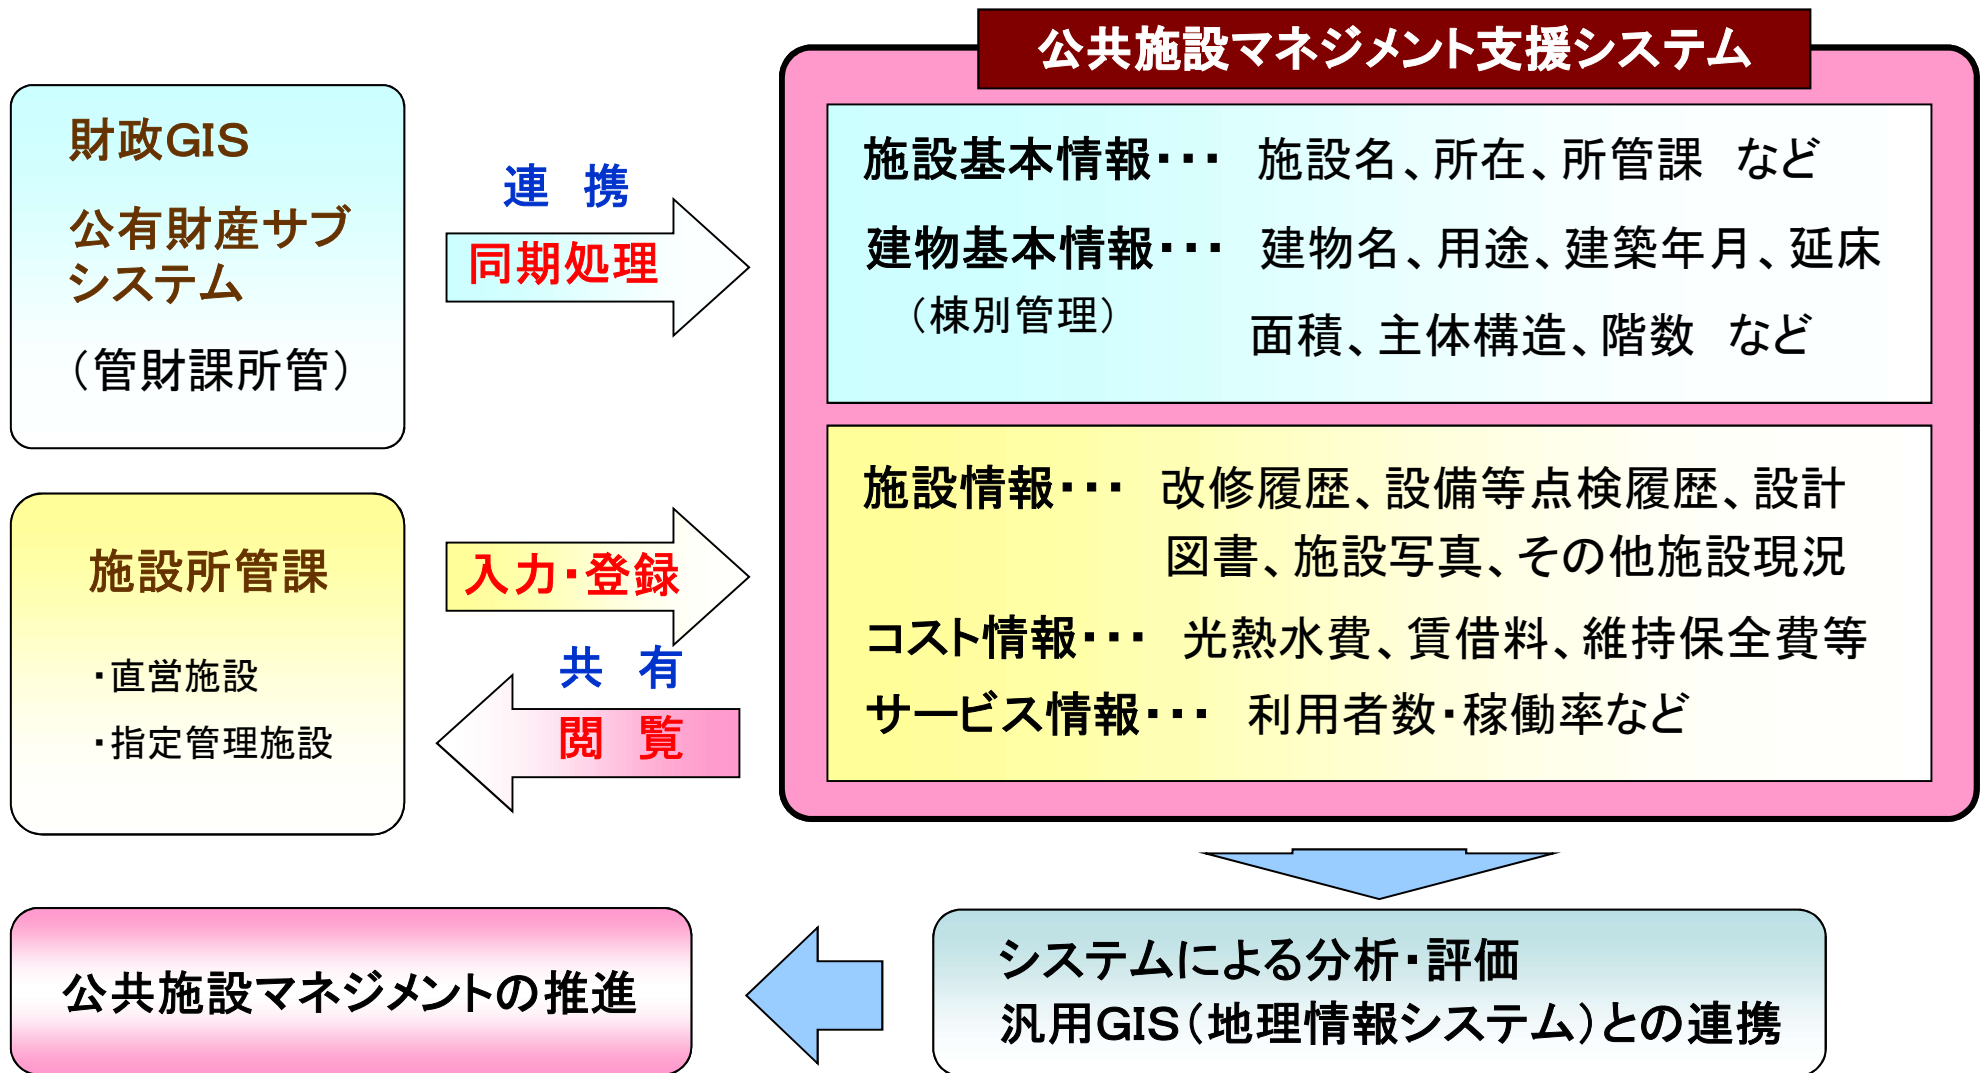 公共施設マネジメント支援システム
財政GIS
公有財産サブ
システム
（管財課所管）
連　携
同期処理
施設基本情報・・・　施設名、所在、所管課　など
建物基本情報・・・　建物名、用途、建築年月、延床
（棟別管理）　面積、主体構造、階数　など
施設所管課
・直営施設
・指定管理施設
入力・登録
共　有
閲　覧
施設情報・・・　改修履歴、設備等点検履歴、設計
図書、施設写真、その他施設現況
コスト情報・・・　光熱水費、賃借料、維持保全費等
サービス情報・・・　利用者数・稼働率など
システムによる分析・評価
汎用GIS（地理情報システム）との連携
公共施設マネジメントの推進